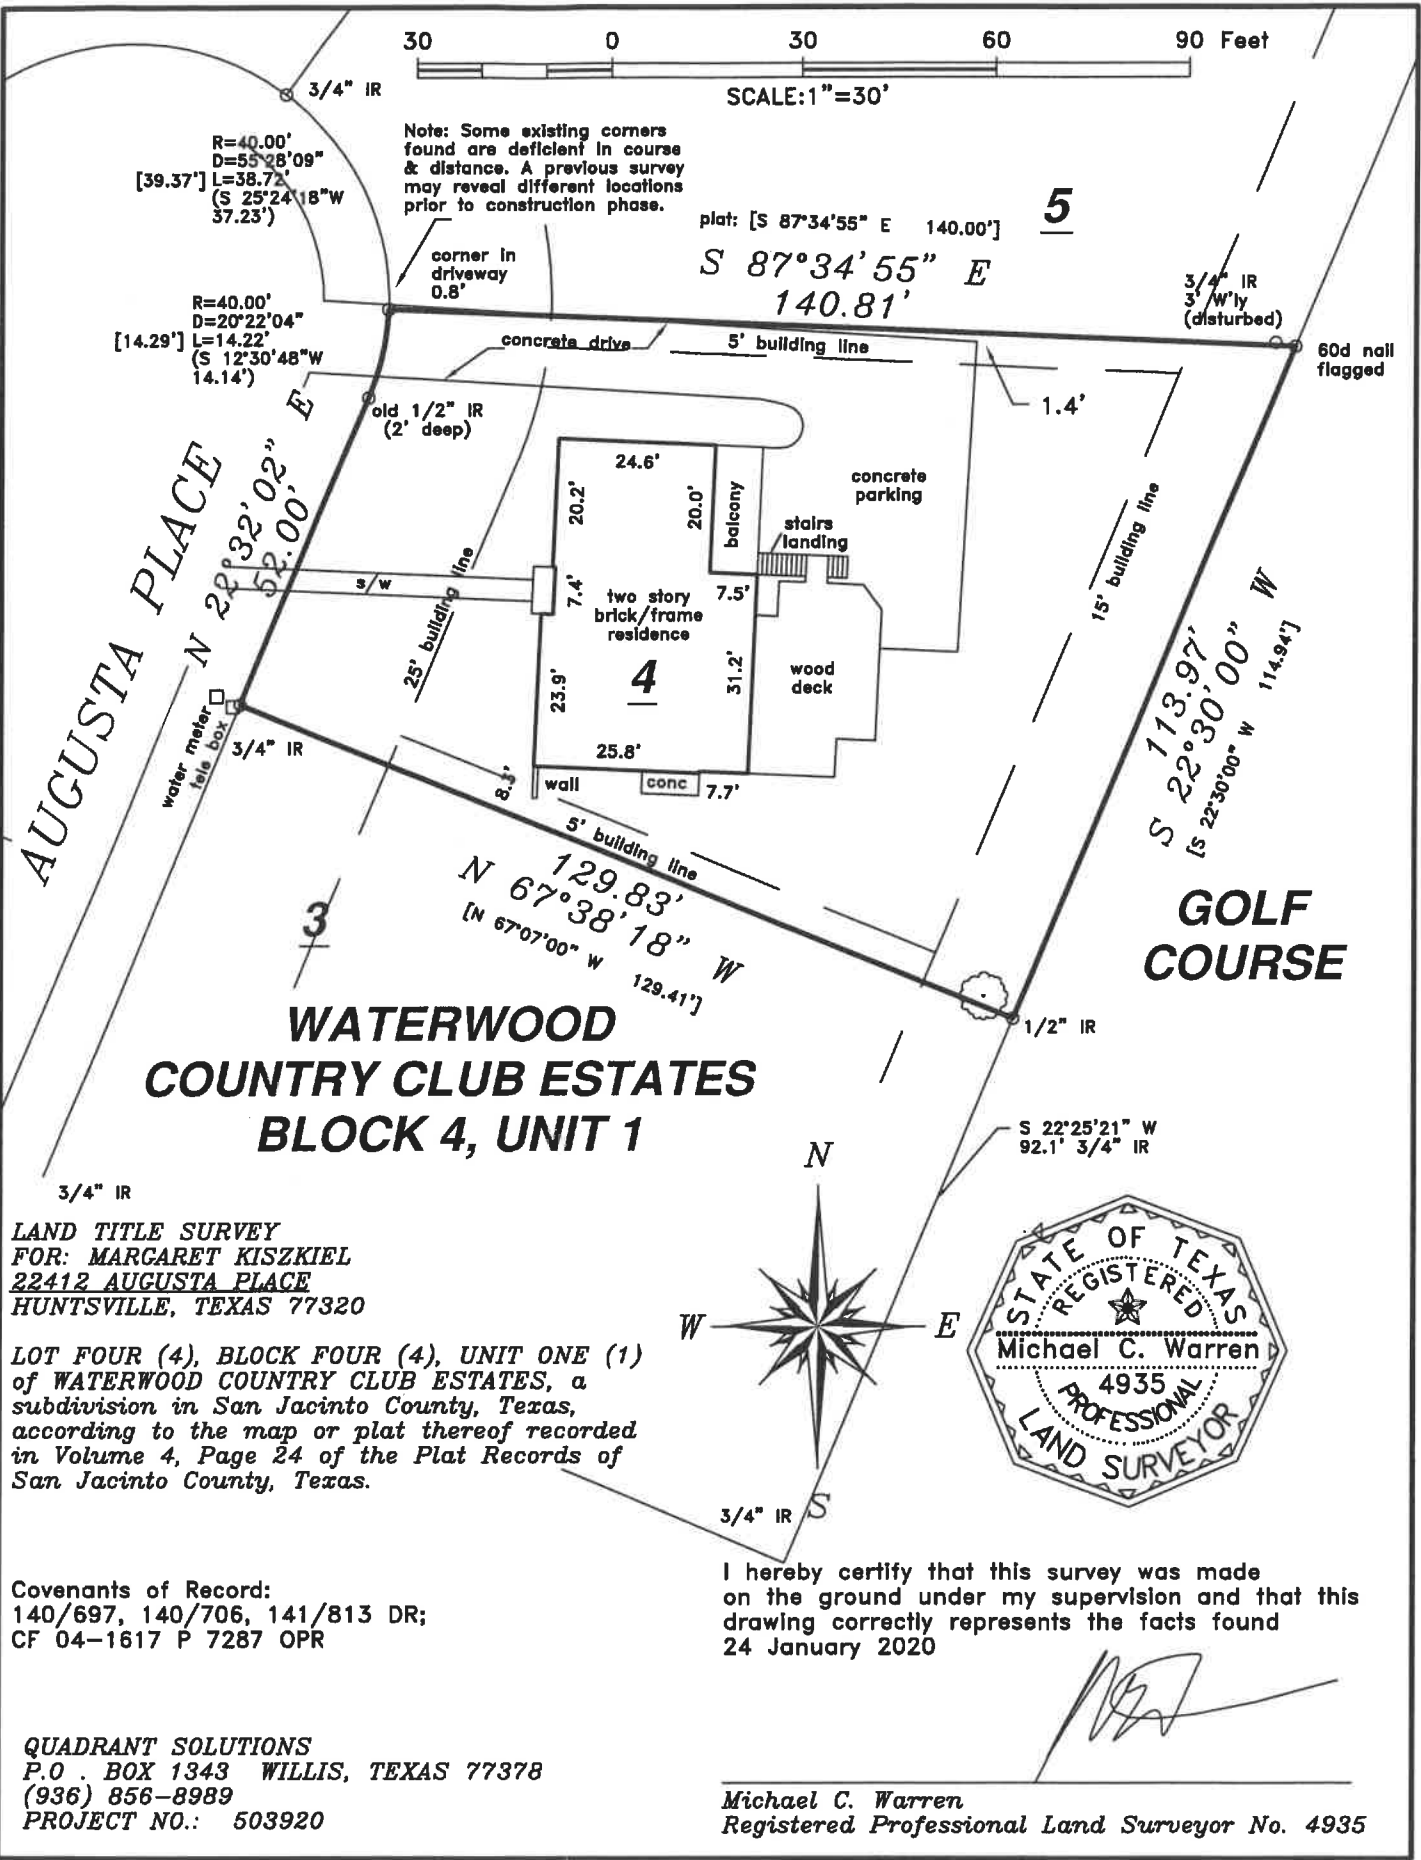 30 0 30 60 90 Feet
SCALE:1"=30'
3/4" IR
R=40.00'
D=55°28'09"
[39.37'] L=38.72'
(S 25°24'18"W
37.23')
Note: Some existing corners
found are deficient in course
& distance. A previous survey
may reveal different locations
prior to construction phase.
5
plat: [S 87°34'55" E 140.00']
S 87°34'55" E
140.81'
corner in
driveway
0.8'
3/4" IR
3' W'ly
(disturbed)
60d nail
flagged
R=40.00'
D=20°22'04"
[14.29'] L=14.22'
(S 12°30'48"W
14.14')
concrete drive
5' building line
1.4'
old 1/2" IR
(2' deep)
AUGUSTA PLACE
N 22°32'02" E
52.00'
24.6'
20.2'
20.0'
balcony
concrete
parking
stairs
landing
15' building line
s/w
25' building line
7.4'
two story
brick/frame
residence
7.5'
4
23.9'
31.2'
wood
deck
25.8'
113.97'
S 22°30'00" W
[S 22°30'00" W 114.94']
water meter
tele box
3/4" IR
8.3'
wall
conc
7.7'
5' building line
129.83'
N 67°38'18" W
[N 67°07'00" W 129.41']
3
GOLF
COURSE
1/2" IR
WATERWOOD
COUNTRY CLUB ESTATES
BLOCK 4, UNIT 1
S 22°25'21" W
92.1' 3/4" IR
3/4" IR
N
W
E
S
3/4" IR
LAND TITLE SURVEY
FOR: MARGARET KISZKIEL
22412 AUGUSTA PLACE
HUNTSVILLE, TEXAS 77320
LOT FOUR (4), BLOCK FOUR (4), UNIT ONE (1)
of WATERWOOD COUNTRY CLUB ESTATES, a
subdivision in San Jacinto County, Texas,
according to the map or plat thereof recorded
in Volume 4, Page 24 of the Plat Records of
San Jacinto County, Texas.
STATE OF TEXAS
REGISTERED
Michael C. Warren
4935
PROFESSIONAL
LAND SURVEYOR
Covenants of Record:
140/697, 140/706, 141/813 DR;
CF 04-1617 P 7287 OPR
I hereby certify that this survey was made
on the ground under my supervision and that this
drawing correctly represents the facts found
24 January 2020
QUADRANT SOLUTIONS
P.O . BOX 1343 WILLIS, TEXAS 77378
(936) 856-8989
PROJECT NO.: 503920
Michael C. Warren
Registered Professional Land Surveyor No. 4935